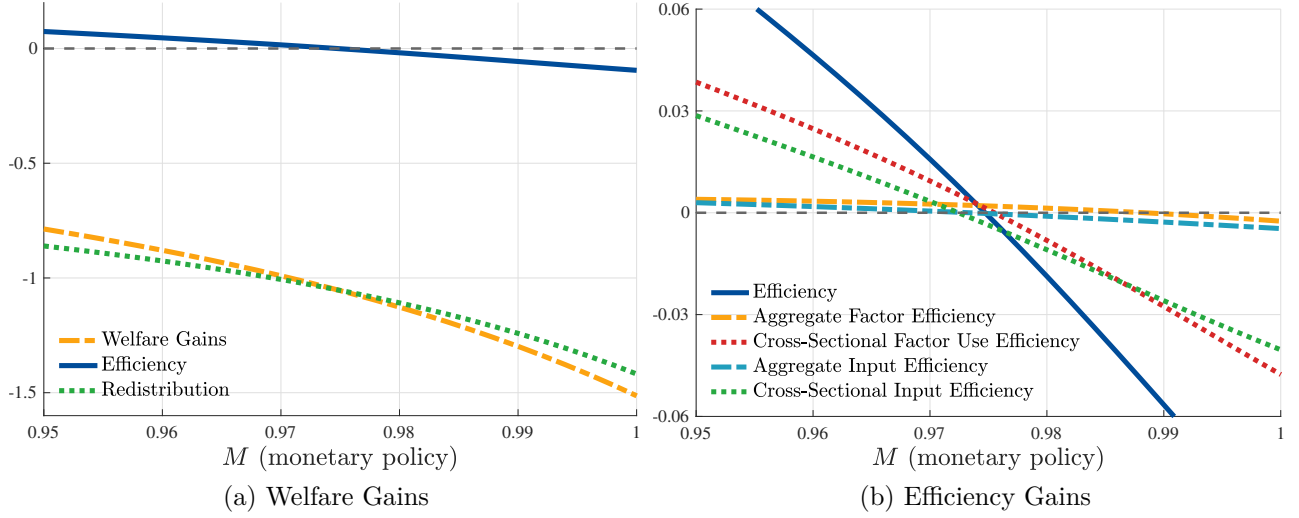 0
-0.5
-1
-1.5
Welfare Gains
Efficiency
Redistribution
0.95
0.96
0.97
0.98
0.99
1
M (monetary policy)
(a) Welfare Gains
0.06
0.03
0
-0.03
-0.06
Efficiency
Aggregate Factor Efficiency
Cross-Sectional Factor Use Efficiency
Aggregate Input Efficiency
Cross-Sectional Input Efficiency
0.95
0.96
0.97
0.98
0.99
1
M (monetary policy)
(b) Efficiency Gains